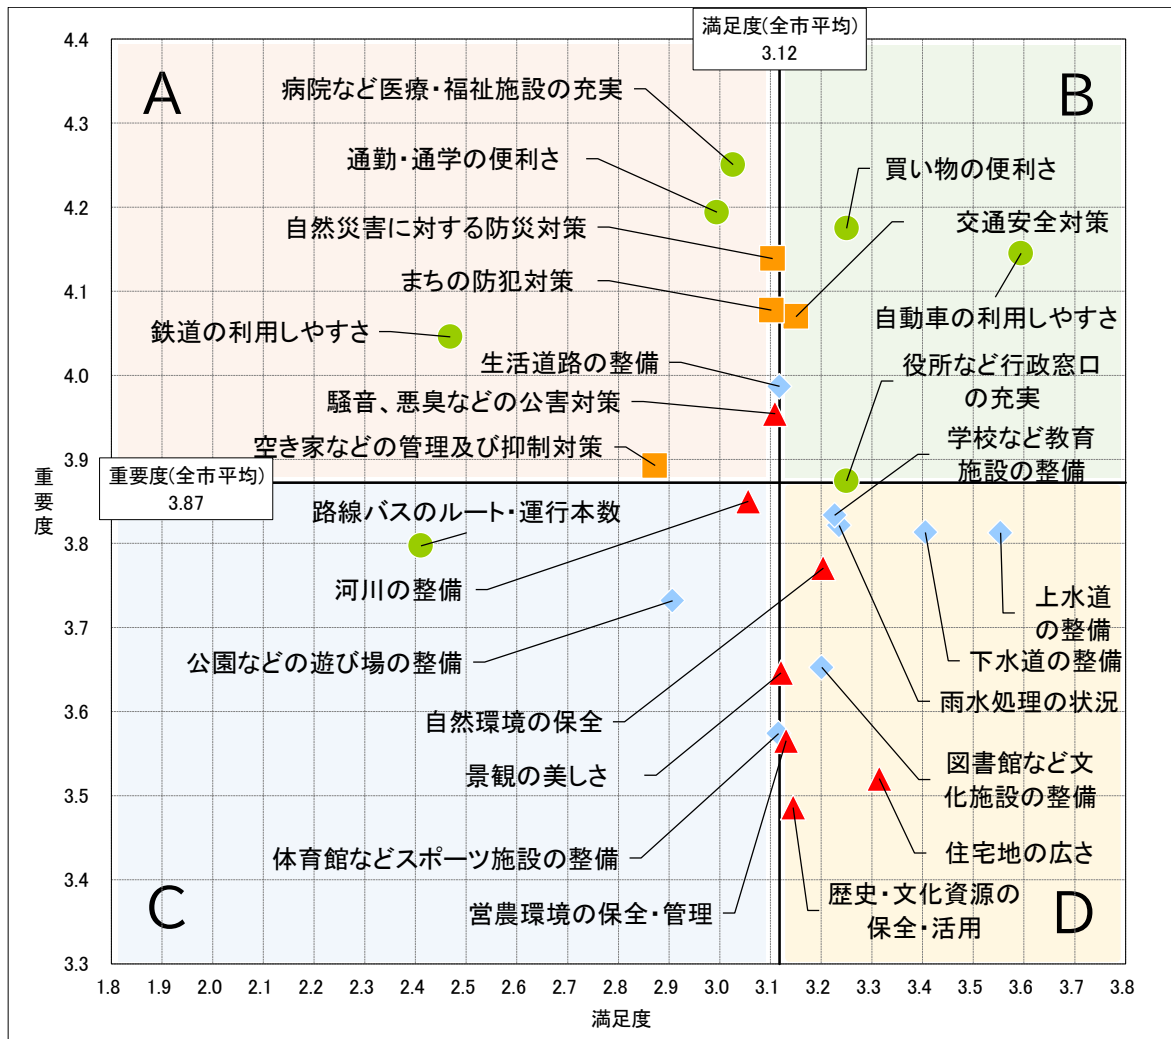 満足度(全市平均)
3.12
4.4
4.3
4.2
4.1
4.0
3.9
3.8
3.7
3.6
3.5
3.4
3.3
A
B
病院など医療・福祉施設の充実
通勤・通学の便利さ
買い物の便利さ
自然災害に対する防災対策
交通安全対策
まちの防犯対策
自動車の利用しやすさ
鉄道の利用しやすさ
生活道路の整備
役所など行政窓口
の充実
騒音、悪臭などの公害対策
学校など教育
施設の整備
空き家などの管理及び抑制対策
重要度
重要度(全市平均)
3.87
路線バスのルート・運行本数
河川の整備
上水道
の整備
公園などの遊び場の整備
下水道の整備
雨水処理の状況
自然環境の保全
景観の美しさ
図書館など文
化施設の整備
体育館などスポーツ施設の整備
住宅地の広さ
営農環境の保全・管理
歴史・文化資源の
保全・活用
C
D
1.8 1.9 2.0 2.1 2.2 2.3 2.4 2.5 2.6 2.7 2.8 2.9 3.0 3.1 3.2 3.3 3.4 3.5 3.6 3.7 3.8
満足度